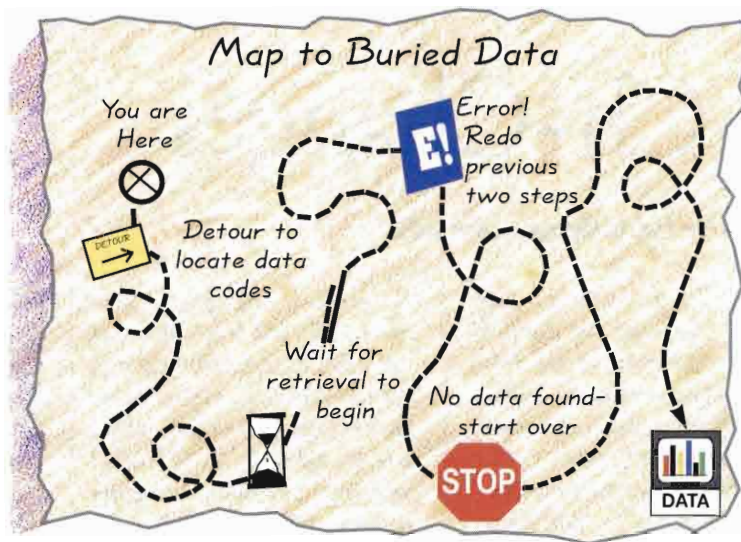 Map to Buried Data
You are
Here
DETOUR
Detour to
locate data
codes
Wait for
retrieval to
begin
E!
Error!
Redo
previous
two steps
No data found-
start over
STOP
DATA